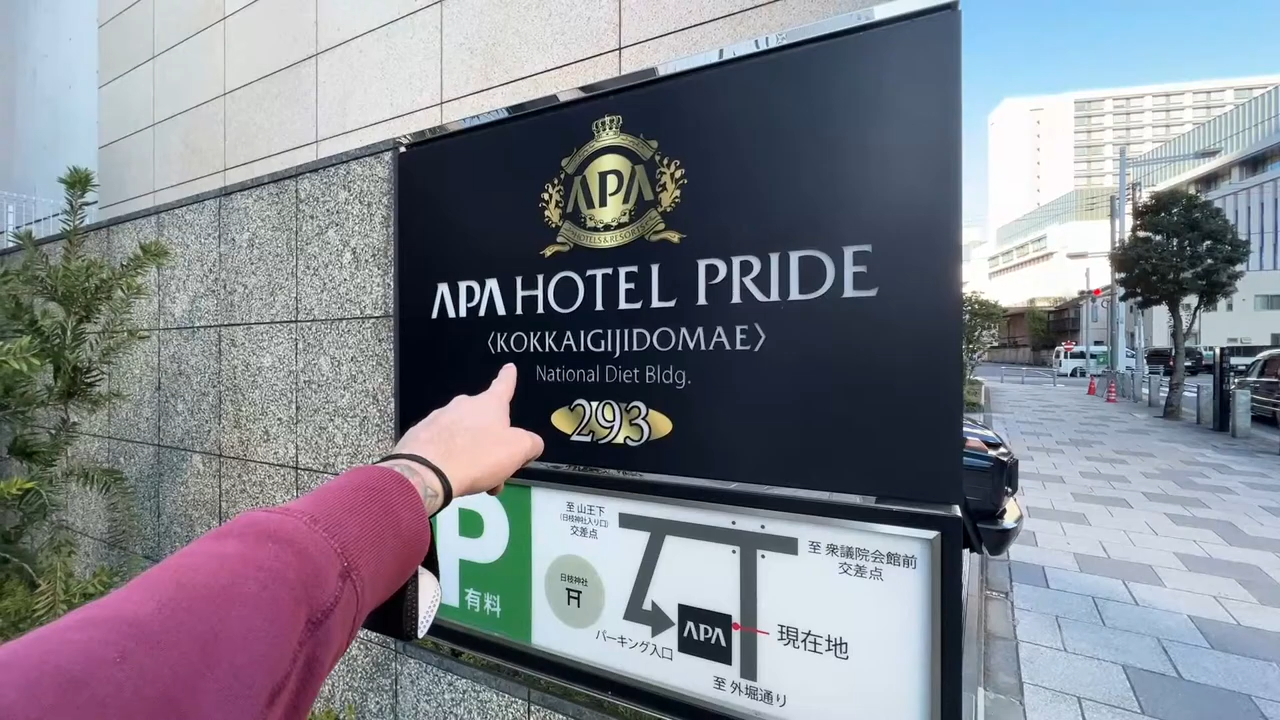 APA
HOTELS & RESORTS
APA HOTEL PRIDE
〈KOKKAIGIJIDOMAE〉
National Diet Bldg.
293
P
有料
至 山王下
(日枝神社入り口)
交差点
日枝神社
至 衆議院会館前
交差点
APA
現在地
パーキング入口
至 外堀通り